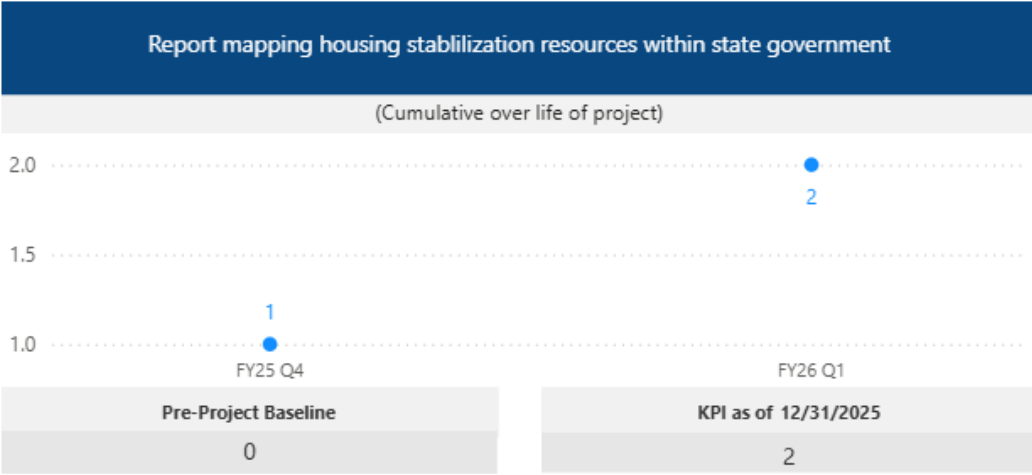 Report mapping housing stablilization resources within state government
(Cumulative over life of project)
2.0
2
1.5
1
1.0
FY25 Q4 FY26 Q1
Pre-Project Baseline KPI as of 12/31/2025
0 2